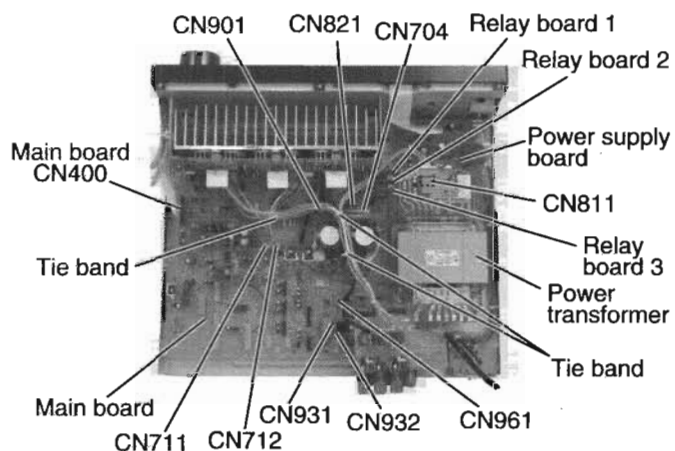 CN901
CN821
CN704
Relay board 1
Relay board 2
Power supply
board
CN811
Relay
board 3
Power
transformer
Tie band
CN961
CN932
CN931
CN712
CN711
Main board
Tie band
Main board
CN400